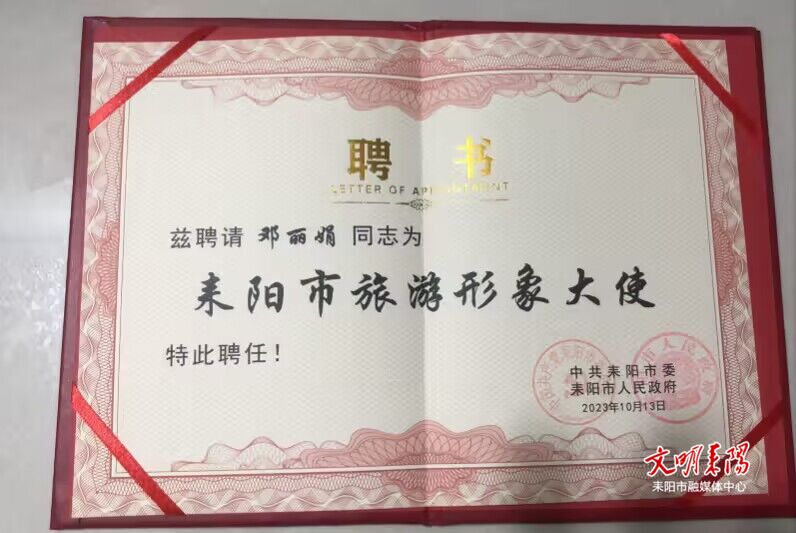 聘 书
LETTER OF APPOINTMENT
兹聘请 邓丽娟 同志为
耒阳市旅游形象大使
特此聘任！
中共耒阳市委
耒阳市人民政府
2023年10月13日
文明耒阳
耒阳市融媒体中心